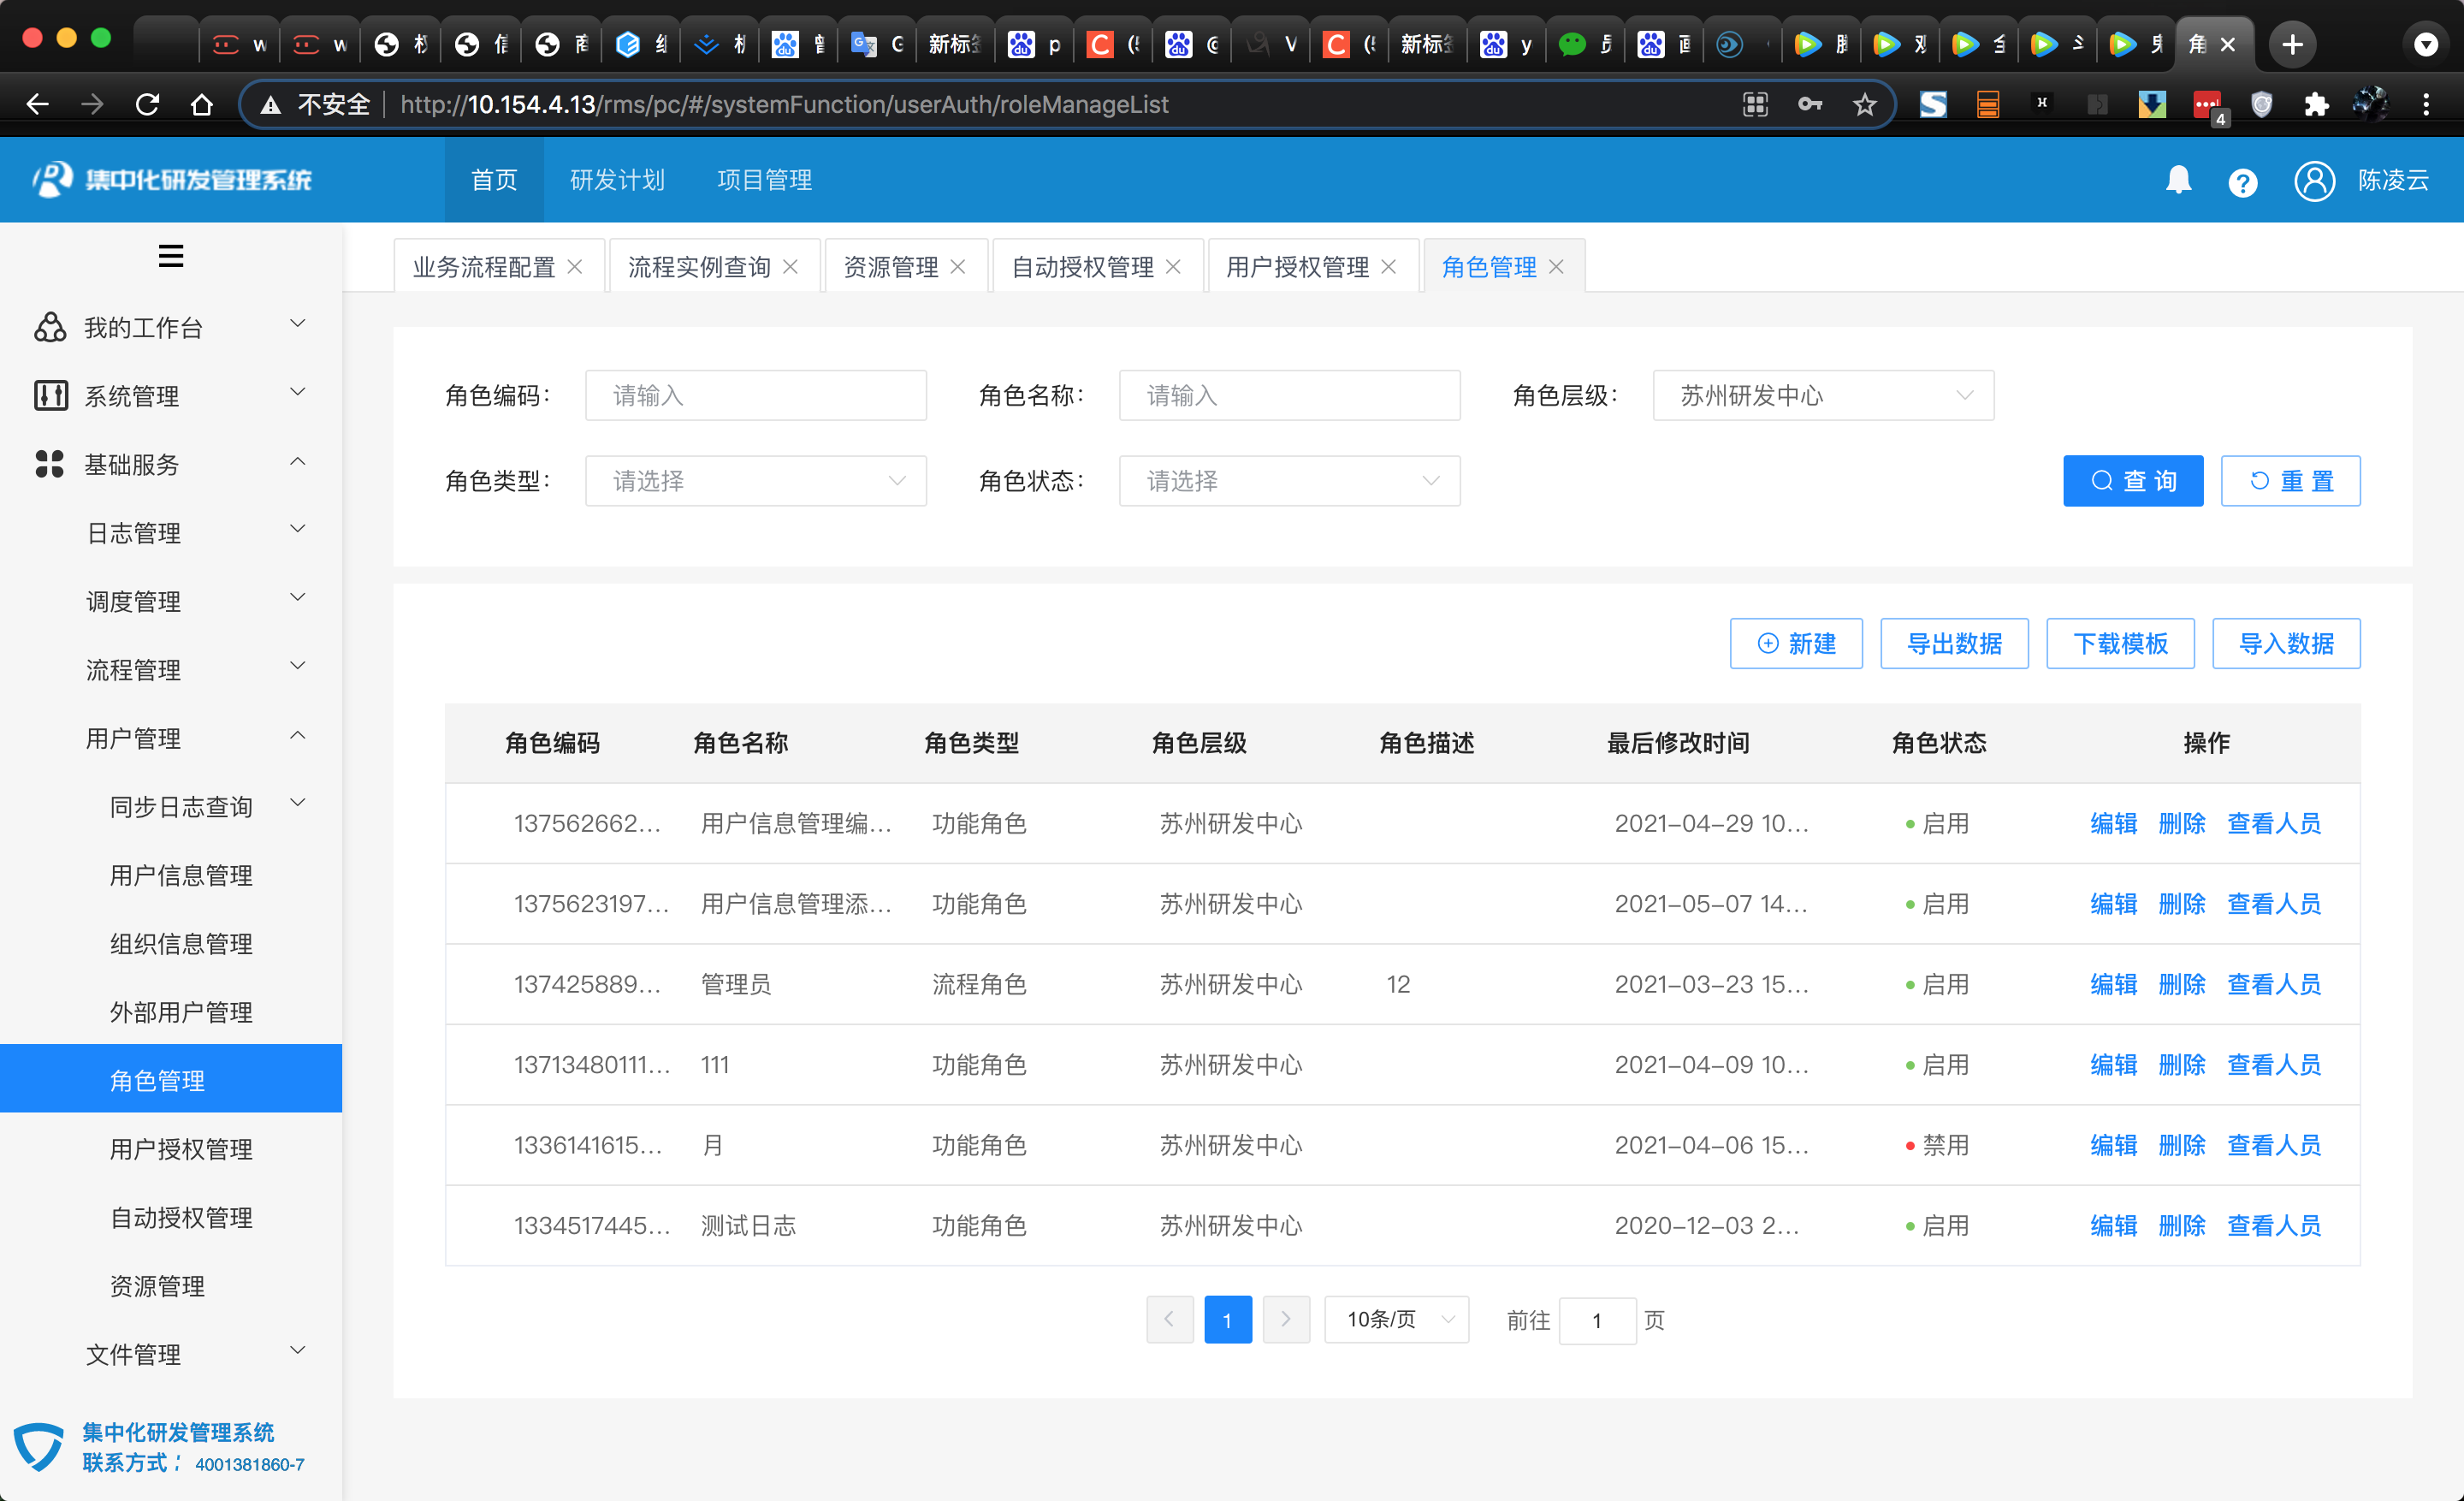 新标
新标
不安全 http://10.154.4.13/rms/pc/#/systemFunction/userAuth/roleManageList
4
集中化研发管理系统 首页 研发计划 项目管理 陈凌云
业务流程配置 流程实例查询 资源管理 自动授权管理 用户授权管理 角色管理
我的工作台
系统管理
基础服务
日志管理
调度管理
流程管理
用户管理
同步日志查询
用户信息管理
组织信息管理
外部用户管理
角色管理
用户授权管理
自动授权管理
资源管理
文件管理
集中化研发管理系统
联系方式: 4001381860-7
角色编码: 请输入 角色名称: 请输入 角色层级: 苏州研发中心
角色类型: 请选择 角色状态: 请选择 查询 重置
新建 导出数据 下载模板 导入数据
角色编码 角色名称 角色类型 角色层级 角色描述 最后修改时间 角色状态 操作
137562662... 用户信息管理编... 功能角色 苏州研发中心 2021-04-29 10... 启用 编辑 删除 查看人员
1375623197... 用户信息管理添... 功能角色 苏州研发中心 2021-05-07 14... 启用 编辑 删除 查看人员
137425889... 管理员 流程角色 苏州研发中心 12 2021-03-23 15... 启用 编辑 删除 查看人员
13713480111... 111 功能角色 苏州研发中心 2021-04-09 10... 启用 编辑 删除 查看人员
1336141615... 月 功能角色 苏州研发中心 2021-04-06 15... 禁用 编辑 删除 查看人员
1334517445... 测试日志 功能角色 苏州研发中心 2020-12-03 2... 启用 编辑 删除 查看人员
1 10条/页 前往 1 页